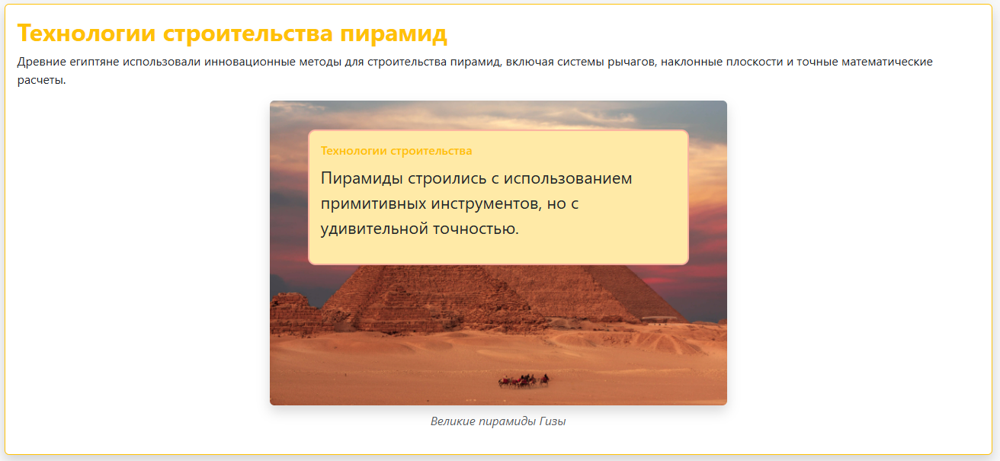 Технологии строительства пирамид
Древние египтяне использовали инновационные методы для строительства пирамид, включая системы рычагов, наклонные плоскости и точные математические
расчеты.
Технологии строительства
Пирамиды строились с использованием
примитивных инструментов, но с
удивительной точностью.
Великие пирамиды Гизы